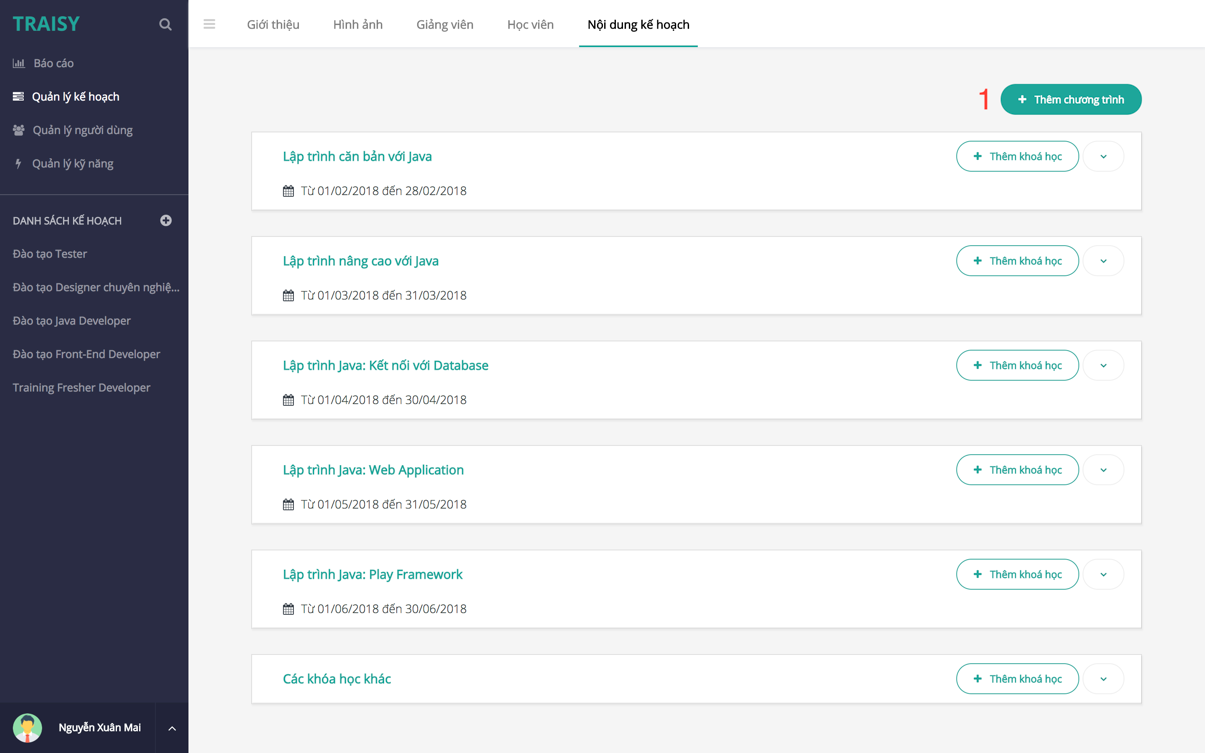 TRAISY
Báo cáo
Quản lý kế hoạch
Quản lý người dùng
Quản lý kỹ năng
DANH SÁCH KẾ HOẠCH
Đào tạo Tester
Đào tạo Designer chuyên nghiệ...
Đào tạo Java Developer
Đào tạo Front-End Developer
Training Fresher Developer
Nguyễn Xuân Mai
Giới thiệu Hình ảnh Giảng viên Học viên Nội dung kế hoạch
1 Thêm chương trình
Lập trình căn bản với Java Thêm khoá học
Từ 01/02/2018 đến 28/02/2018
Lập trình nâng cao với Java Thêm khoá học
Từ 01/03/2018 đến 31/03/2018
Lập trình Java: Kết nối với Database Thêm khoá học
Từ 01/04/2018 đến 30/04/2018
Lập trình Java: Web Application Thêm khoá học
Từ 01/05/2018 đến 31/05/2018
Lập trình Java: Play Framework Thêm khoá học
Từ 01/06/2018 đến 30/06/2018
Các khóa học khác Thêm khoá học